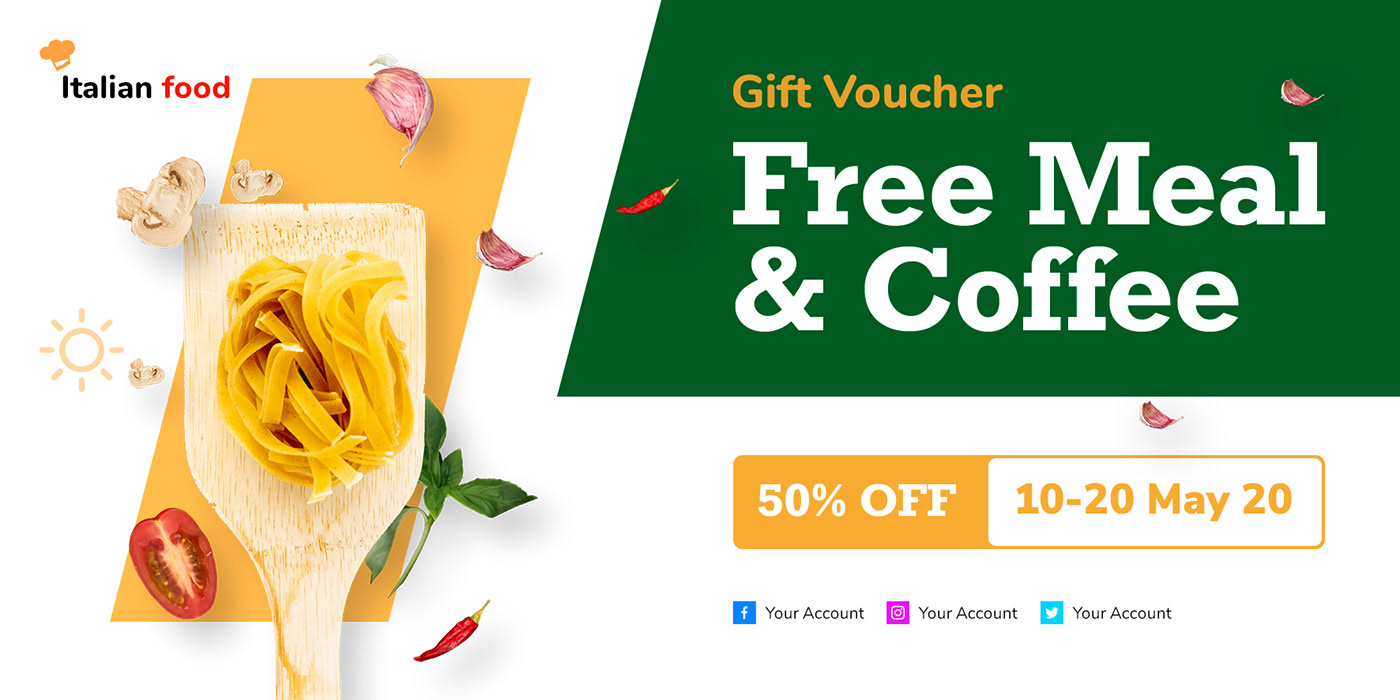 Italian food
Gift Voucher
Free Meal
& Coffee
50% OFF
10-20 May 20
Your Account
Your Account
Your Account